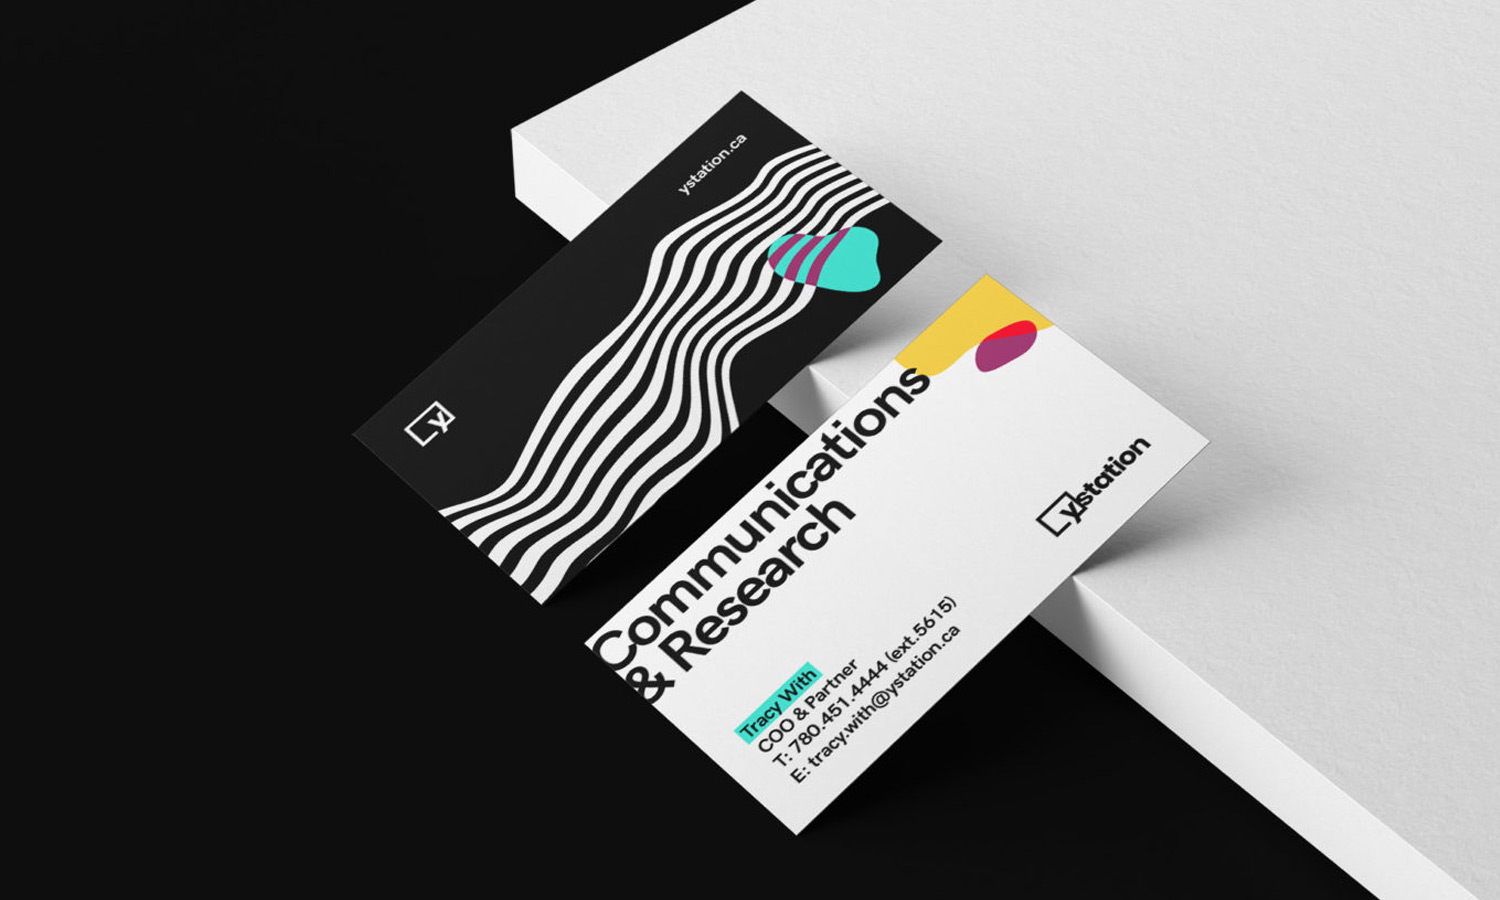 ystation.ca
y
Communications
& Research
ystation
Tracy With
COO & Partner
T: 780.451.4444 (ext.5615)
E: tracy.with@ystation.ca